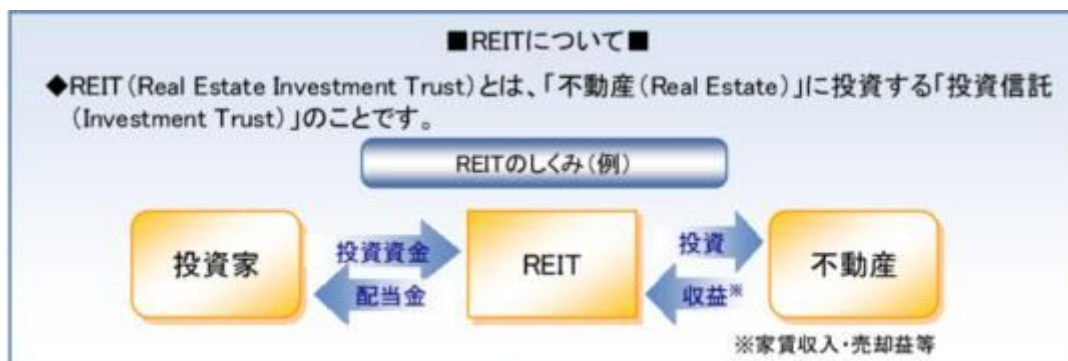 ■REITについて■
◆REIT(Real Estate Investment Trust)とは、「不動産(Real Estate)」に投資する「投資信託
(Investment Trust)」のことです。
REITのしくみ(例)
投資家
投資資金
配当金
REIT
投資
収益※
不動産
※家賃収入・売却益等